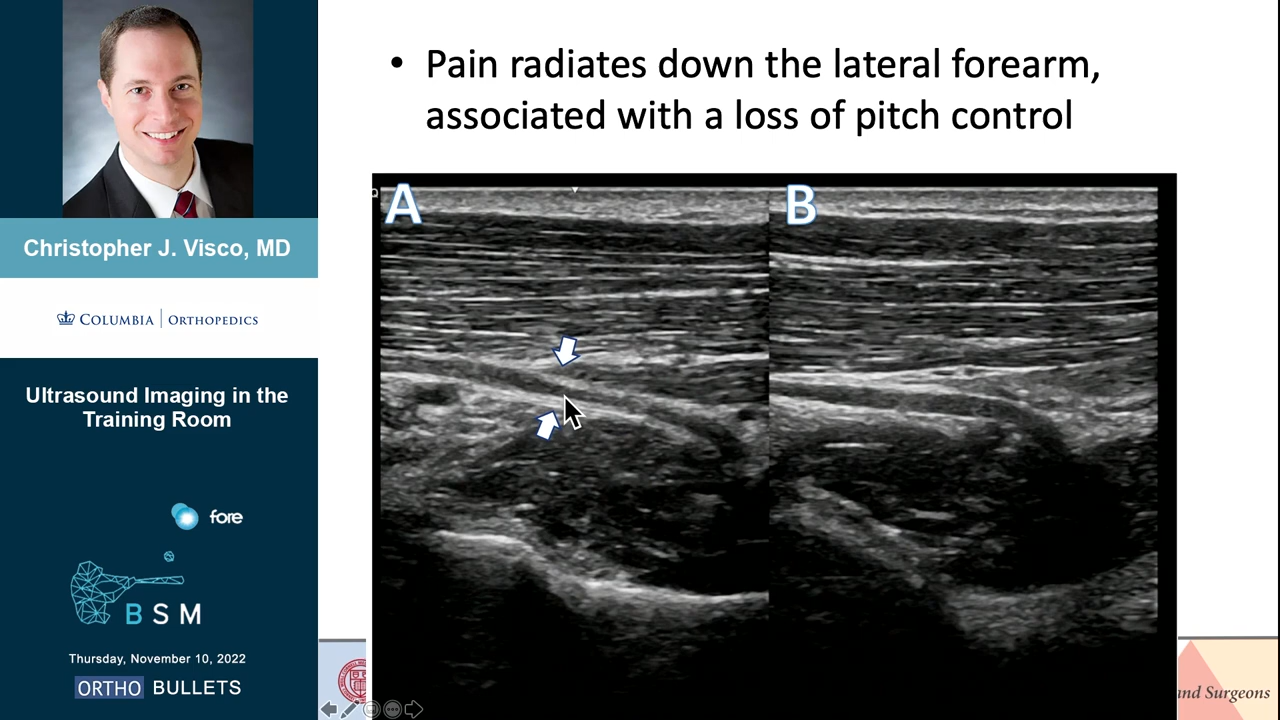 • Pain radiates down the lateral forearm,
associated with a loss of pitch control
A
B
Christopher J. Visco, MD
COLUMBIA | ORTHOPEDICS
Ultrasound Imaging in the
Training Room
fore
BSM
Thursday, November 10, 2022
ORTHO BULLETS
and Surgeons